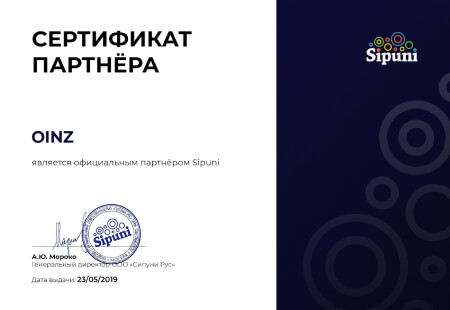 СЕРТИФИКАТ
ПАРТНЁРА
Sipuni
OINZ
является официальным партнёром Sipuni
Sipuni
А.Ю. Мороко
Генеральный директор ООО «Сипуни Рус»
Дата выдачи: 23/05/2019